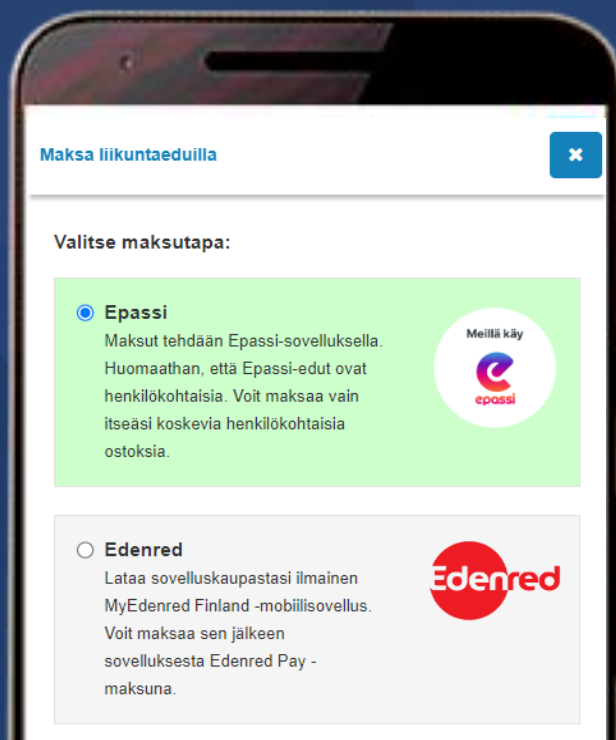 Maksa liikuntaeduilla
Valitse maksutapa:
Epassi
Maksut tehdään Epassi-sovelluksella.
Huomaathan, että Epassi-edut ovat
henkilökohtaisia. Voit maksaa vain
itseäsi koskevia henkilökohtaisia
ostoksia.
Meillä käy
epassi
Edenred
Lataa sovelluskaupastasi ilmainen
MyEdenred Finland -mobiilisovellus.
Voit maksaa sen jälkeen
sovelluksesta Edenred Pay -
maksuna.
Edenred